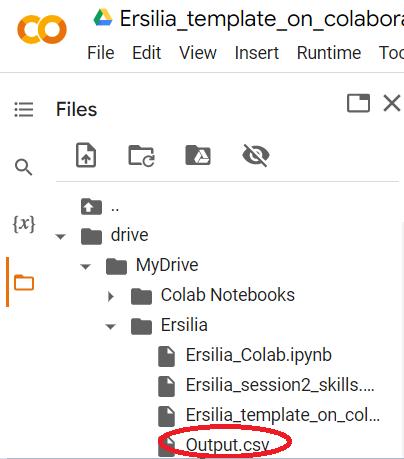 Ersilia_template_on_colabora
File Edit View Insert Runtime Too
Files
{x}
..
drive
MyDrive
Colab Notebooks
Ersilia
Ersilia_Colab.ipynb
Ersilia_session2_skills....
Ersilia_template_on_col...
Output.csv